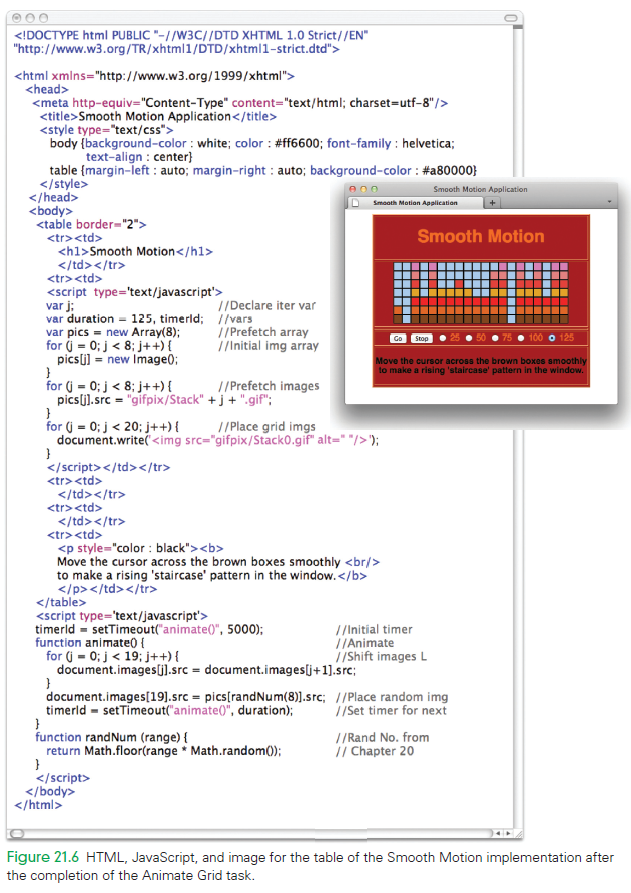 <!DOCTYPE html PUBLIC "-//W3C//DTD XHTML 1.0 Strict//EN"
"http://www.w3.org/TR/xhtml1/DTD/xhtml1-strict.dtd">
<html xmlns="http://www.w3.org/1999/xhtml">
<head>
<meta http-equiv="Content-Type" content="text/html; charset=utf-8"/>
<title>Smooth Motion Application</title>
<style type="text/css">
body {background-color : white; color : #ff6600; font-family : helvetica;
text-align : center}
table {margin-left : auto; margin-right : auto; background-color : #a80000}
</style>
</head>
<body>
<table border="2">
<tr><td>
<h1>Smooth Motion</h1>
</td></tr>
<tr><td>
<script type='text/javascript'>
var j; //Declare iter var
var duration = 125, timerId; //vars
var pics = new Array(8); //Prefetch array
for (j = 0; j < 8; j++) { //Initial img array
pics[j] = new Image();
}
for (j = 0; j < 8; j++) { //Prefetch images
pics[j].src = "gifpix/Stack" + j + ".gif";
}
for (j = 0; j < 20; j++) { //Place grid imgs
document.write('<img src="gifpix/Stack0.gif" alt=" "/>');
}
</script></td></tr>
<tr><td>
</td></tr>
<tr><td>
</td></tr>
<tr><td>
<p style="color : black"><b>
Move the cursor across the brown boxes smoothly <br/>
to make a rising 'staircase' pattern in the window.</b>
</p></td></tr>
</table>
<script type='text/javascript'>
timerId = setTimeout("animate()", 5000); //Initial timer
function animate() { //Animate
for (j = 0; j < 19; j++) { //Shift images L
document.images[j].src = document.images[j+1].src;
}
document.images[19].src = pics[randNum(8)].src; //Place random img
timerId = setTimeout("animate()", duration); //Set timer for next
}
function randNum (range) { //Rand No. from
return Math.floor(range * Math.random()); // Chapter 20
}
</script>
</body>
</html>
Smooth Motion Application
Smooth Motion Application +
Smooth Motion
Go Stop 25 50 75 100 125
Move the cursor across the brown boxes smoothly
to make a rising 'staircase' pattern in the window.
Figure 21.6 HTML, JavaScript, and image for the table of the Smooth Motion implementation after
the completion of the Animate Grid task.